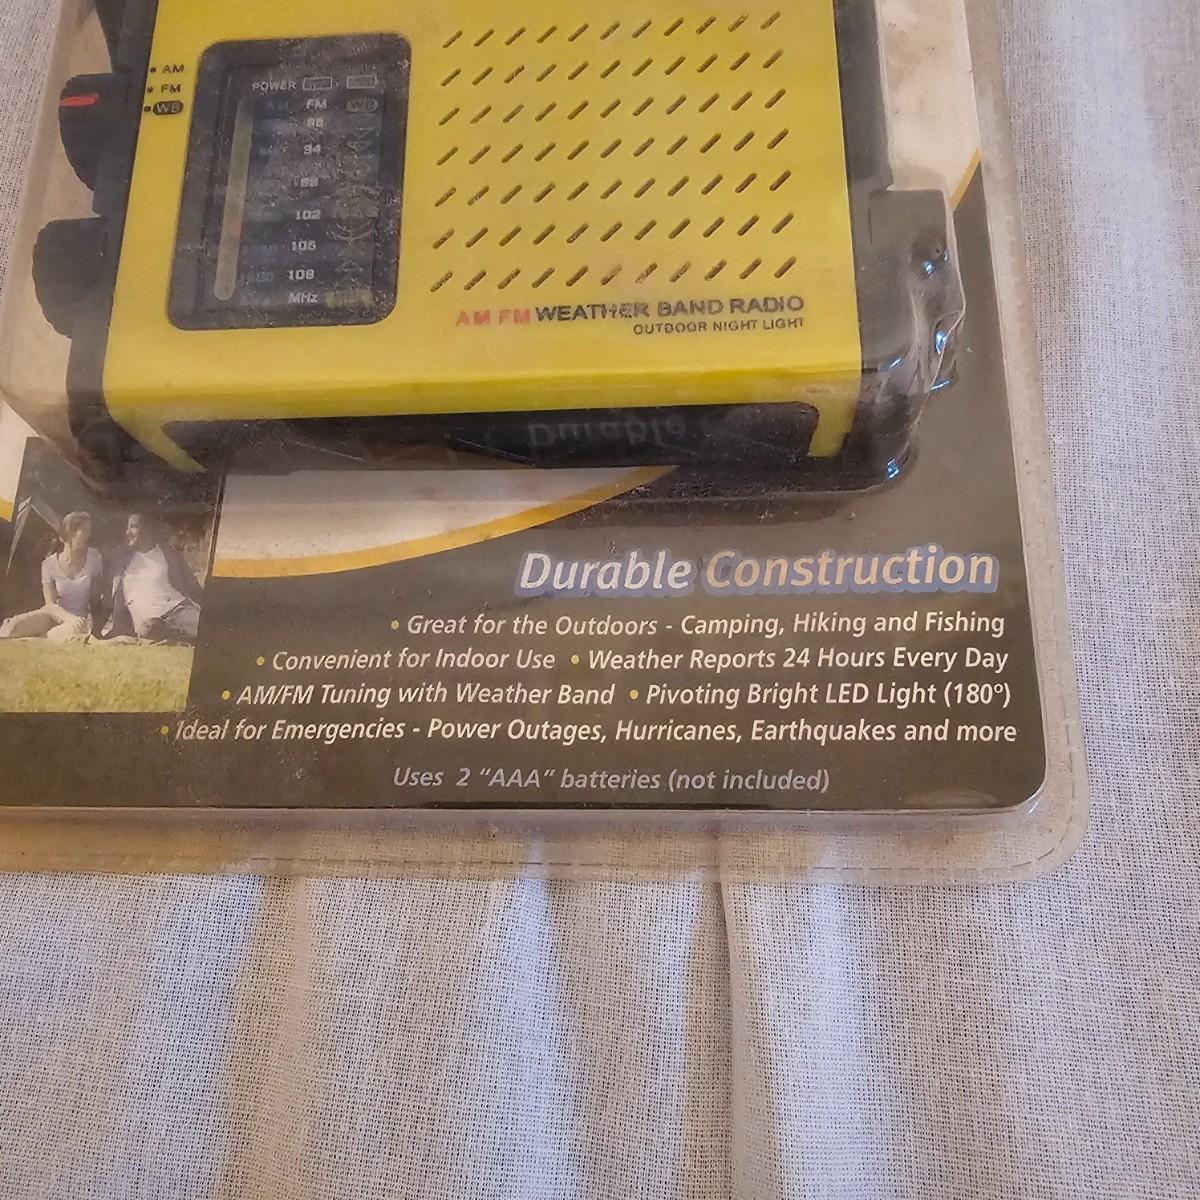 AM
FM
WB
POWER
AM FM WB
88
94
98
102
105
108
MHz
AM FM WEATHER BAND RADIO
OUTDOOR NIGHT LIGHT
Durable
Durable Construction
• Great for the Outdoors - Camping, Hiking and Fishing
• Convenient for Indoor Use • Weather Reports 24 Hours Every Day
• AM/FM Tuning with Weather Band • Pivoting Bright LED Light (180°)
• Ideal for Emergencies - Power Outages, Hurricanes, Earthquakes and more
Uses 2 “AAA“ batteries (not included)